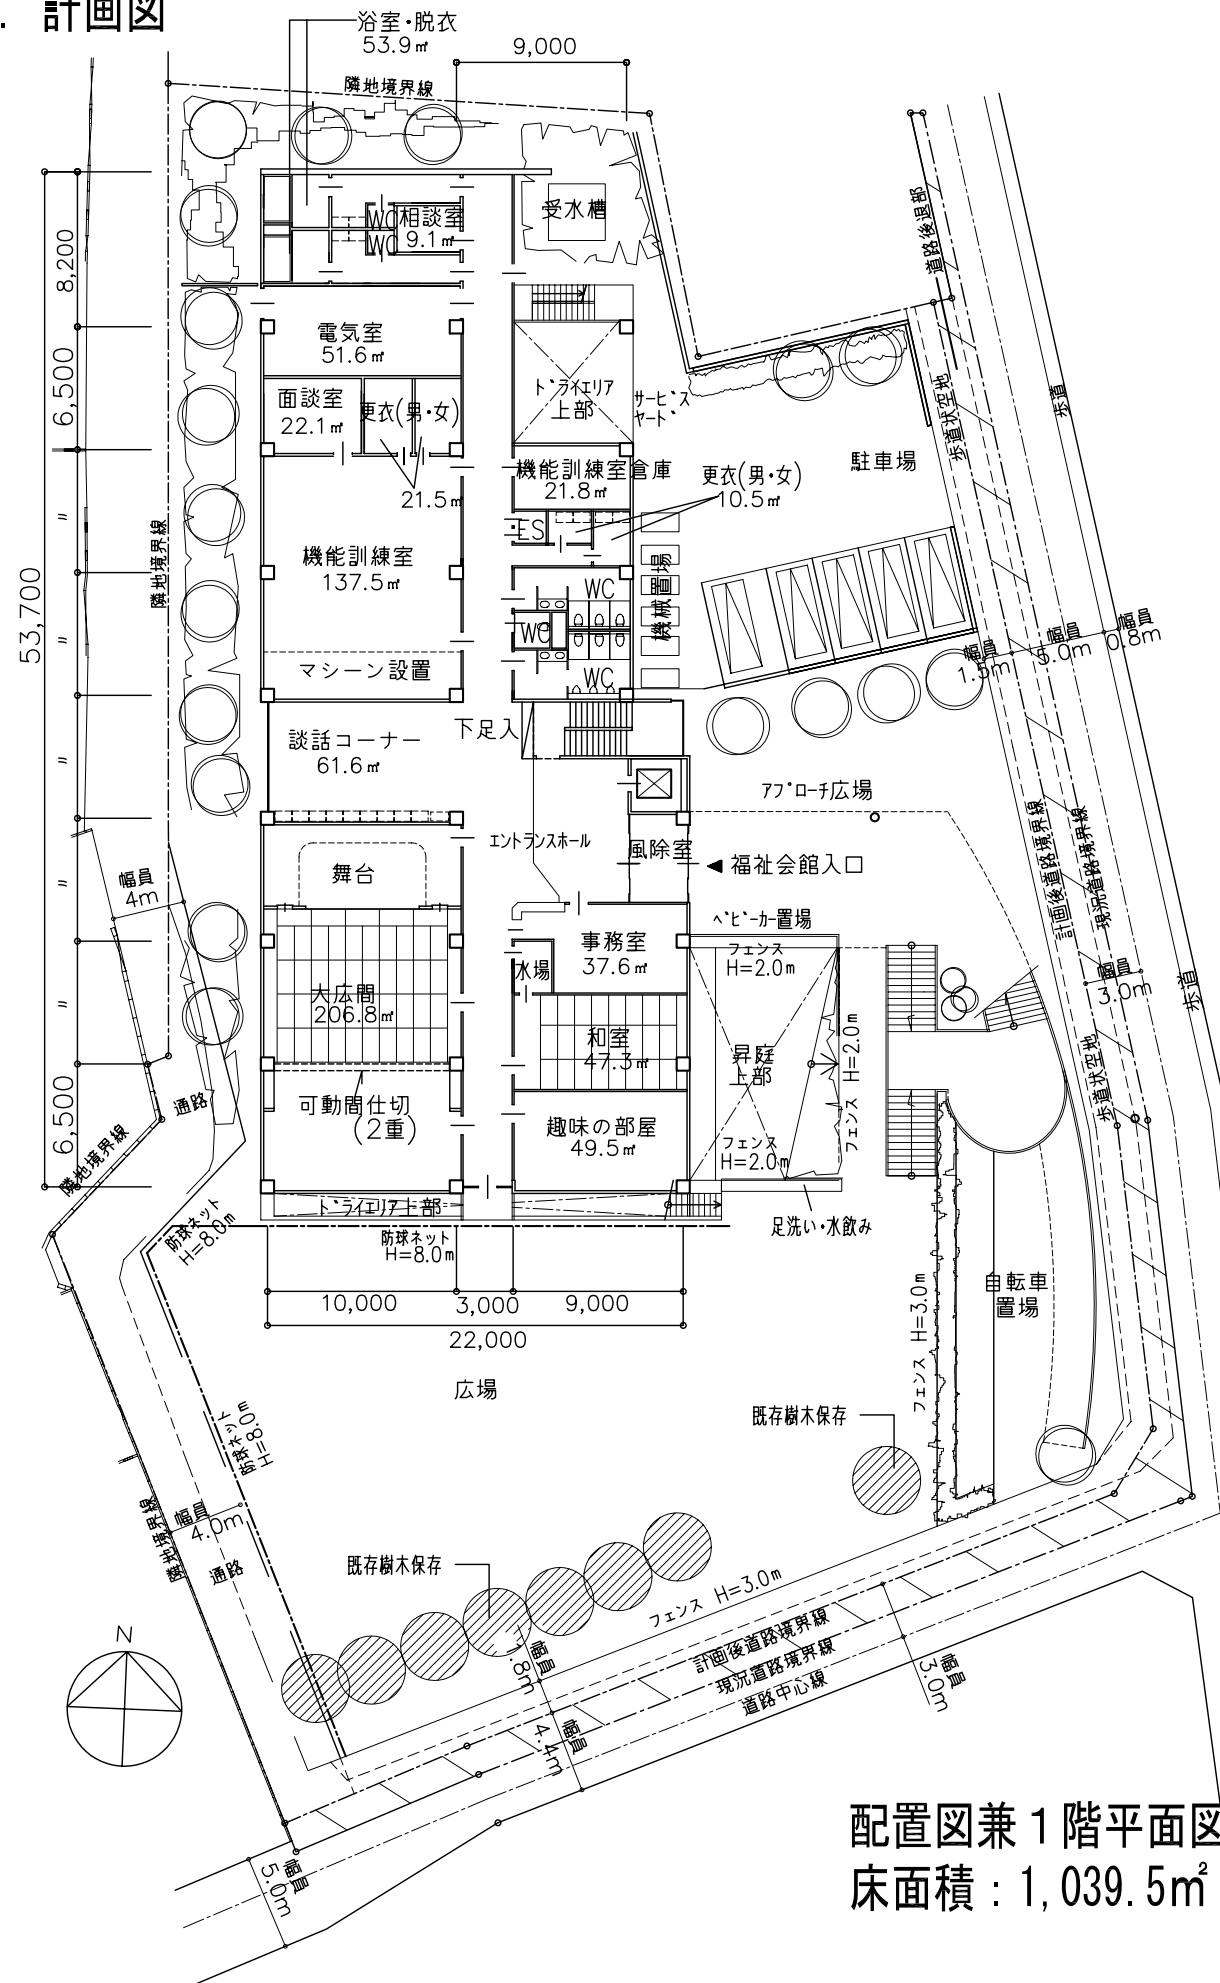 . 計画図
浴室・脱衣
53.9㎡
9,000
隣地境界線
受水槽
道路後退部
WC
相談室
WC
9.1㎡
8,200
電気室
51.6㎡
6,500
面談室
22.1㎡
更衣(男・女)
21.5㎡
ドライエリア
上部
サービス
ヤード
歩道状空地
歩道
駐車場
機能訓練室倉庫
21.8㎡
更衣(男・女)
10.5㎡
ES
〃
隣地境界線
機能訓練室
137.5㎡
53,700
WC
WC
WC
機械置場
〃
マシーン設置
幅員
1.5m
幅員
5.0m
幅員
0.8m
談話コーナー
61.6㎡
下足入
〃
アプローチ広場
エントランスホール
風除室
福祉会館入口
計画後道路境界線
現況道路境界線
舞台
幅員
4m
〃
ベビーカー置場
事務室
37.6㎡
水場
フェンス
H=2.0m
大広間
206.8㎡
〃
幅員
3.0m
歩道
和室
47.3㎡
昇庭
上部
フェンス H=2.0m
歩道状空地
6,500
通路
可動間仕切
(2重)
趣味の部屋
49.5㎡
フェンス
H=2.0m
隣地境界線
ドライエリア上部
足洗い・水飲み
防球ネット
H=8.0m
防球ネット
H=8.0m
10,000
3,000
9,000
22,000
自転車
置場
フェンス H=3.0m
広場
既存樹木保存
防球ネット
H=8.0m
隣地境界線
幅員
4.0m
通路
既存樹木保存
フェンス H=3.0m
N
幅員
1.8m
計画後道路境界線
現況道路境界線
道路中心線
幅員
3.0m
幅員
4.4m
幅員
5.0m
配置図兼1階平面図
床面積：1,039.5㎡